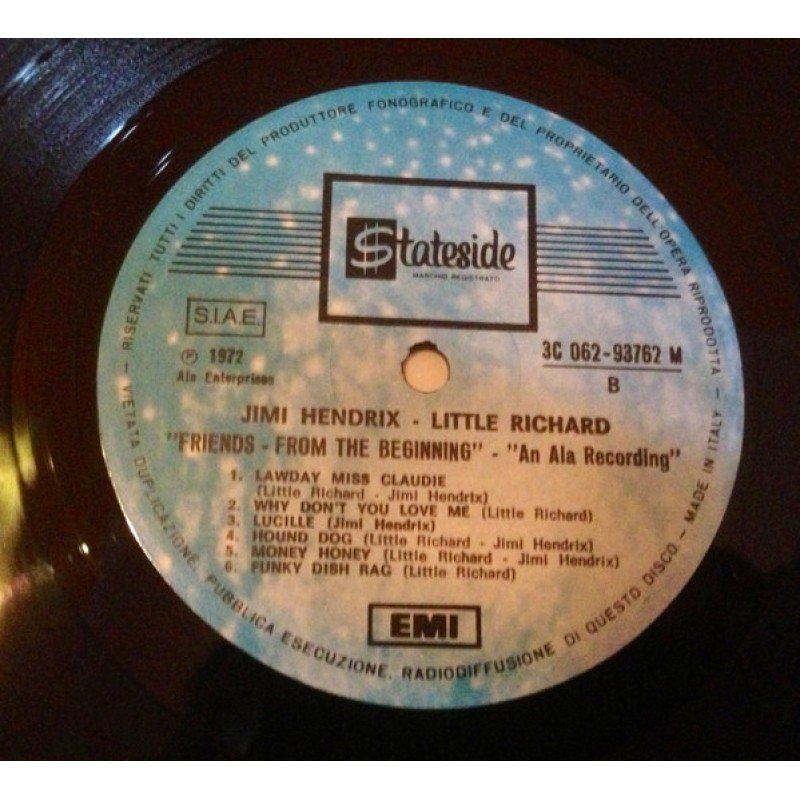 RISERVATI TUTTI I DIRITTI DEL PRODUTTORE FONOGRAFICO E DEL PROPRIETARIO DELL'OPERA RIPRODOTTA - VIETATA DUPLICAZIONE, PUBBLICA ESECUZIONE, RADIODIFFUSIONE DI QUESTO DISCO - MADE IN ITALY -
$tateside
MARCHIO REGISTRATO
S.I.A.E.
℗ 1972
Ala Enterprises
3C 062-93762 M
B
JIMI HENDRIX - LITTLE RICHARD
"FRIENDS - FROM THE BEGINNING" - "An Ala Recording"
1. LAWDAY MISS CLAUDIE
(Little Richard - Jimi Hendrix)
2. WHY DON'T YOU LOVE ME (Little Richard)
3. LUCILLE (Jimi Hendrix)
4. HOUND DOG (Little Richard - Jimi Hendrix)
5. MONEY HONEY (Little Richard - Jimi Hendrix)
6. FUNKY DISH RAG (Little Richard)
EMI